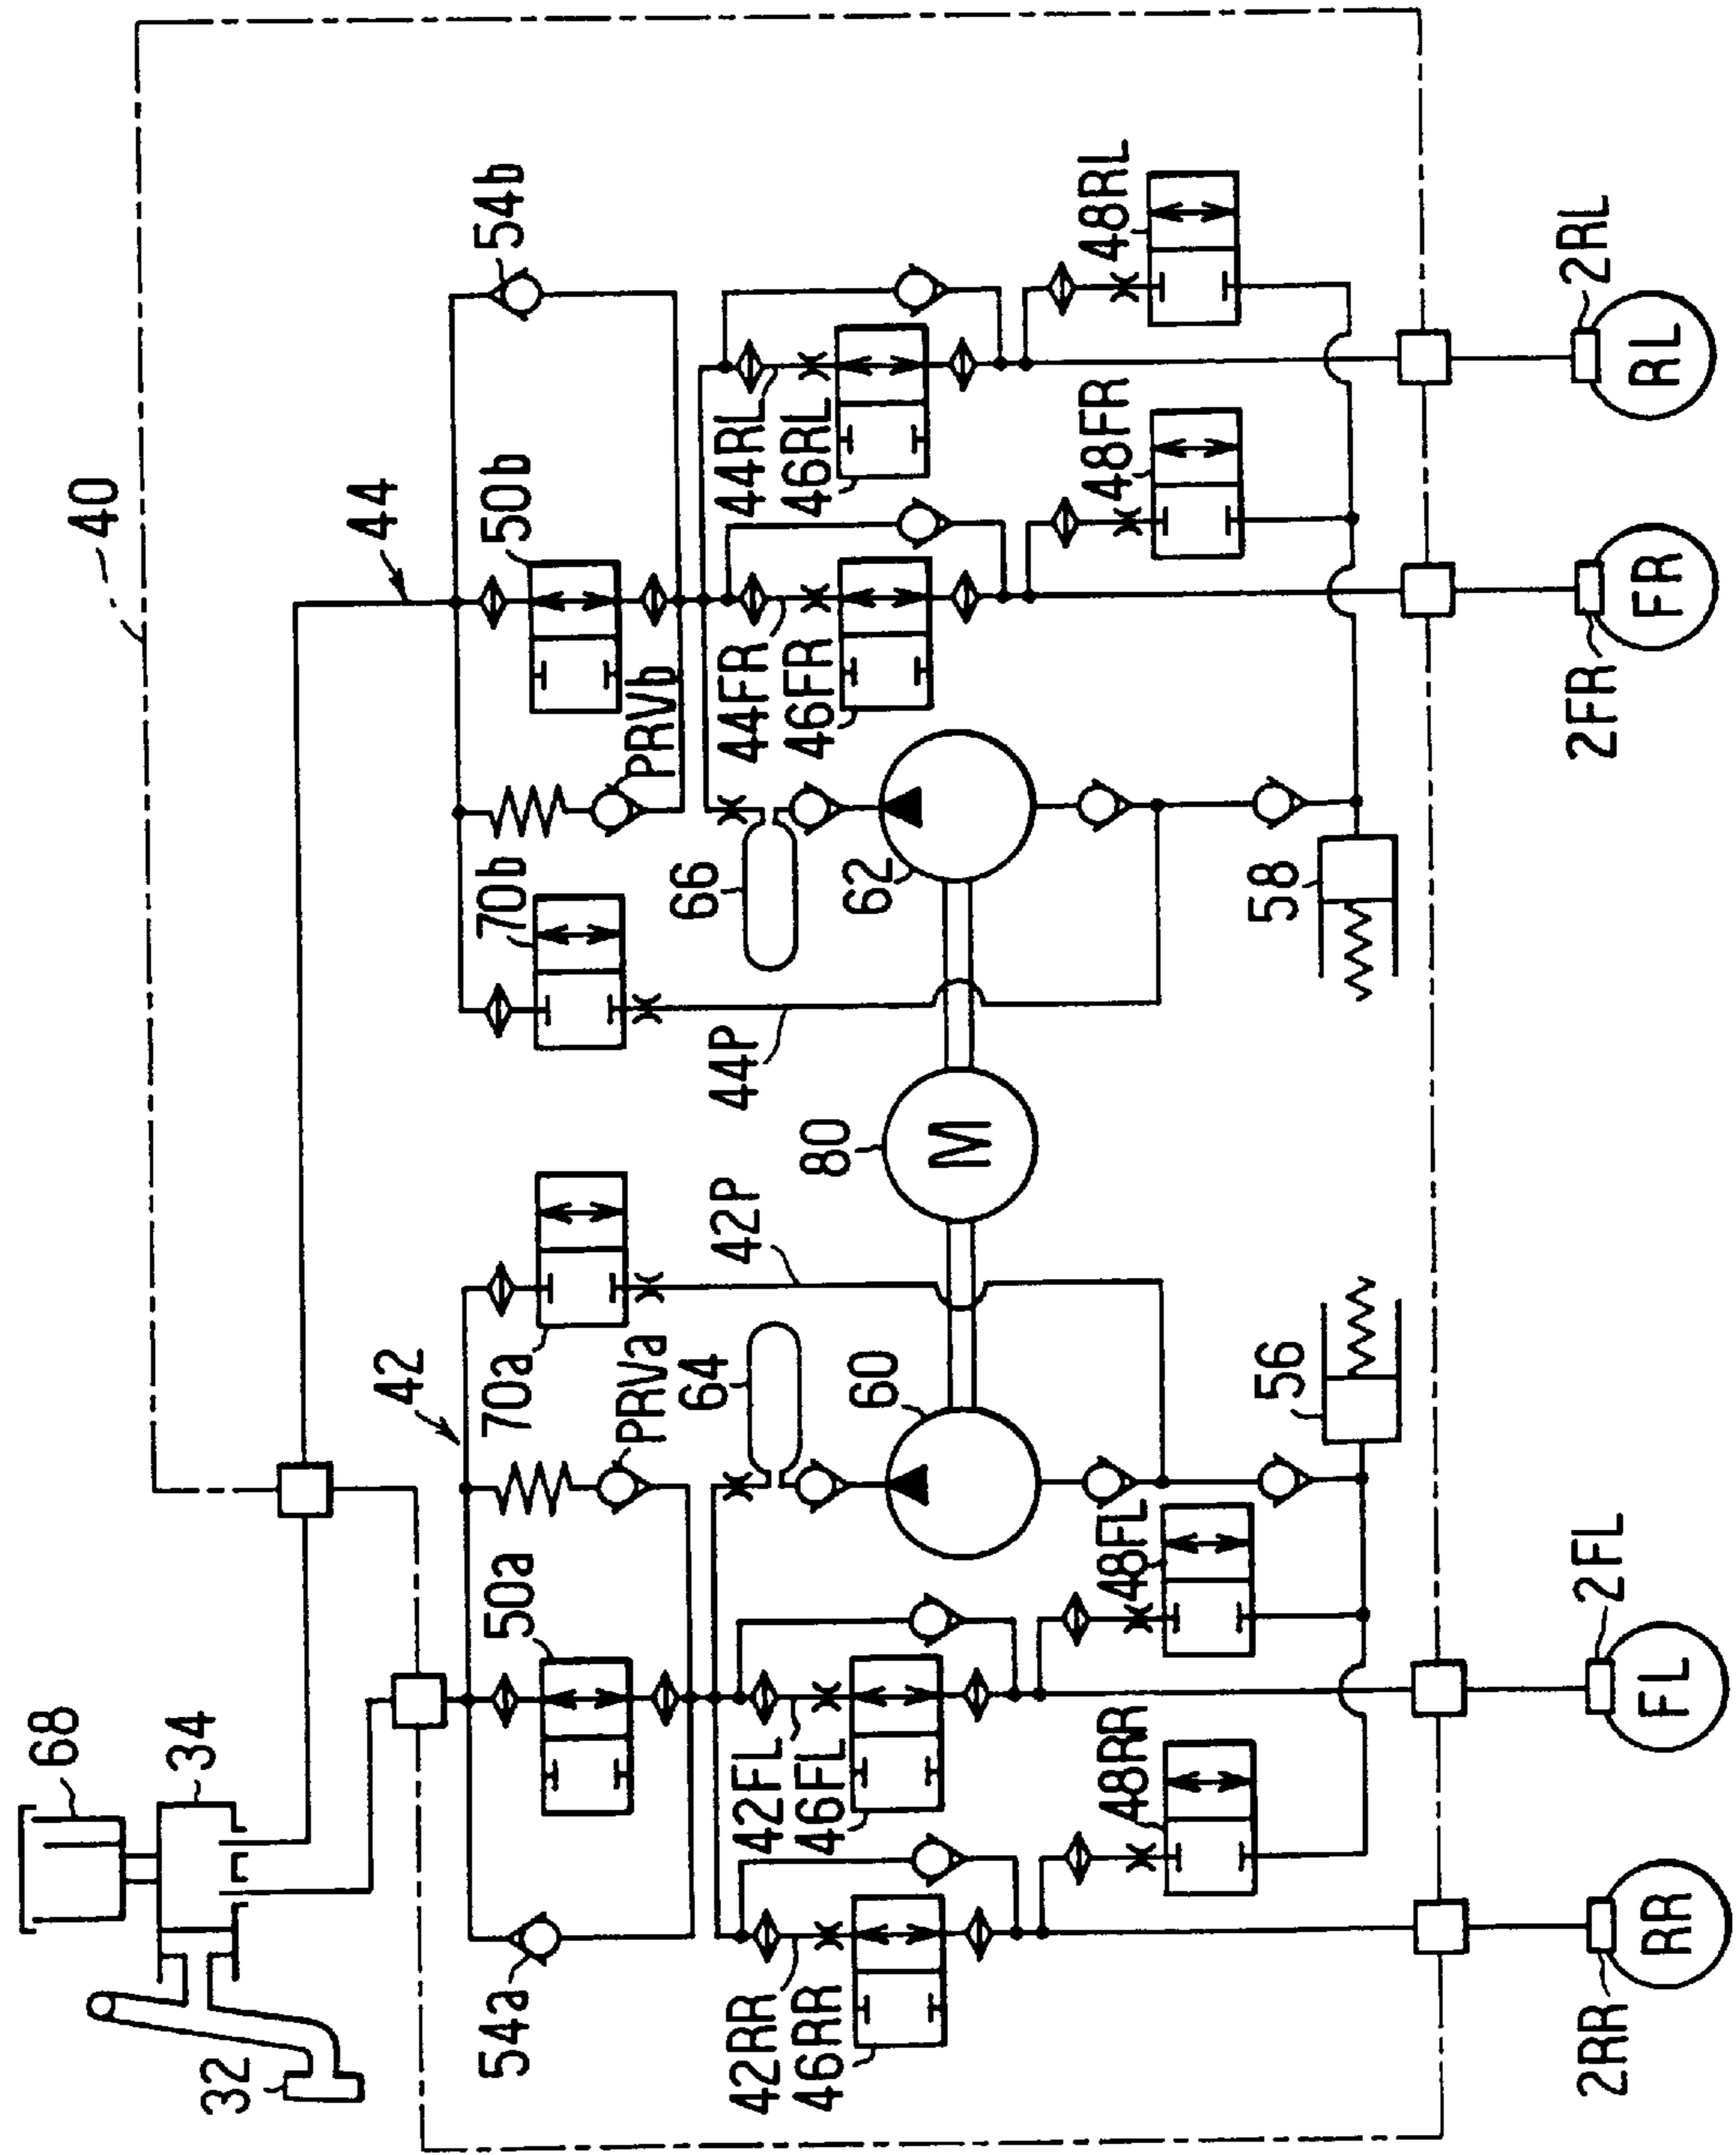 40
44
54b
50b
PRVb
70b
44RL
46RL
44FR
46FR
48RL
48FR
66
62
58
44P
80
M
42P
42
70a
PRVa
64
60
56
50a
54a
42FL
46FL
42RR
46RR
48FL
48RR
68
34
32
2RL
RL
2FR
FR
2FL
FL
2RR
RR